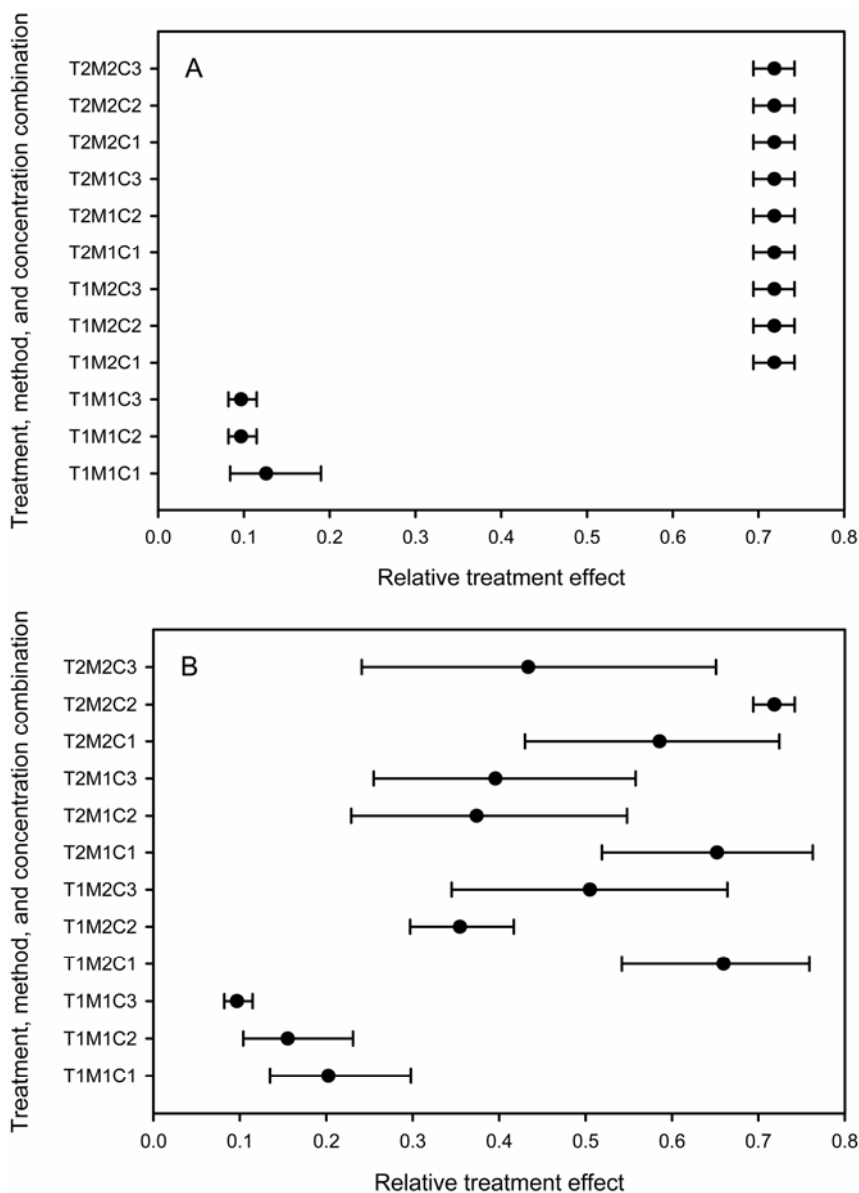 Treatment, method, and concentration combination
A
T2M2C3
T2M2C2
T2M2C1
T2M1C3
T2M1C2
T2M1C1
T1M2C3
T1M2C2
T1M2C1
T1M1C3
T1M1C2
T1M1C1
0.0 0.1 0.2 0.3 0.4 0.5 0.6 0.7 0.8
Relative treatment effect
Treatment, method, and concentration combination
B
T2M2C3
T2M2C2
T2M2C1
T2M1C3
T2M1C2
T2M1C1
T1M2C3
T1M2C2
T1M2C1
T1M1C3
T1M1C2
T1M1C1
0.0 0.1 0.2 0.3 0.4 0.5 0.6 0.7 0.8
Relative treatment effect